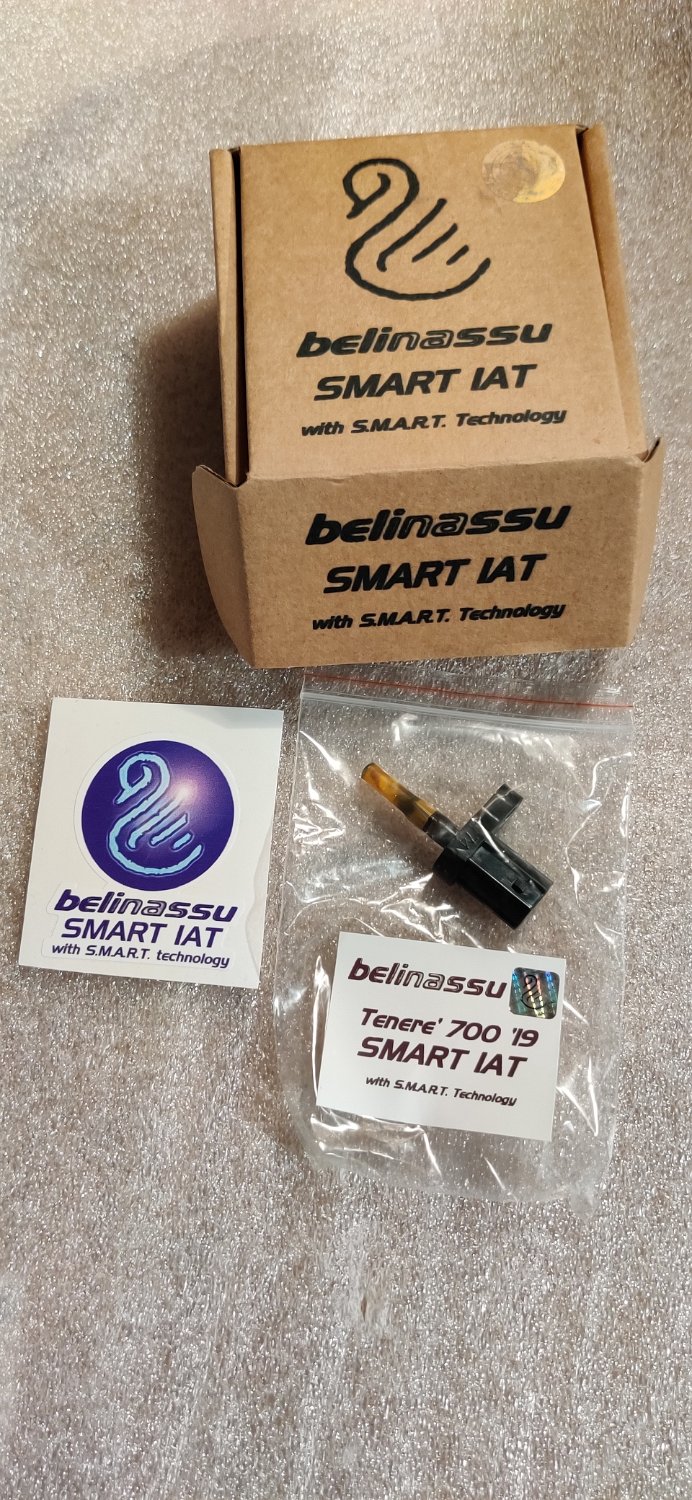 belinassu
SMART IAT
with S.M.A.R.T. Technology
belinassu
SMART IAT
with S.M.A.R.T. Technology
belinassu
SMART IAT
with S.M.A.R.T. technology
belinassu
Tenere' 700 '19
SMART IAT
with S.M.A.R.T. Technology